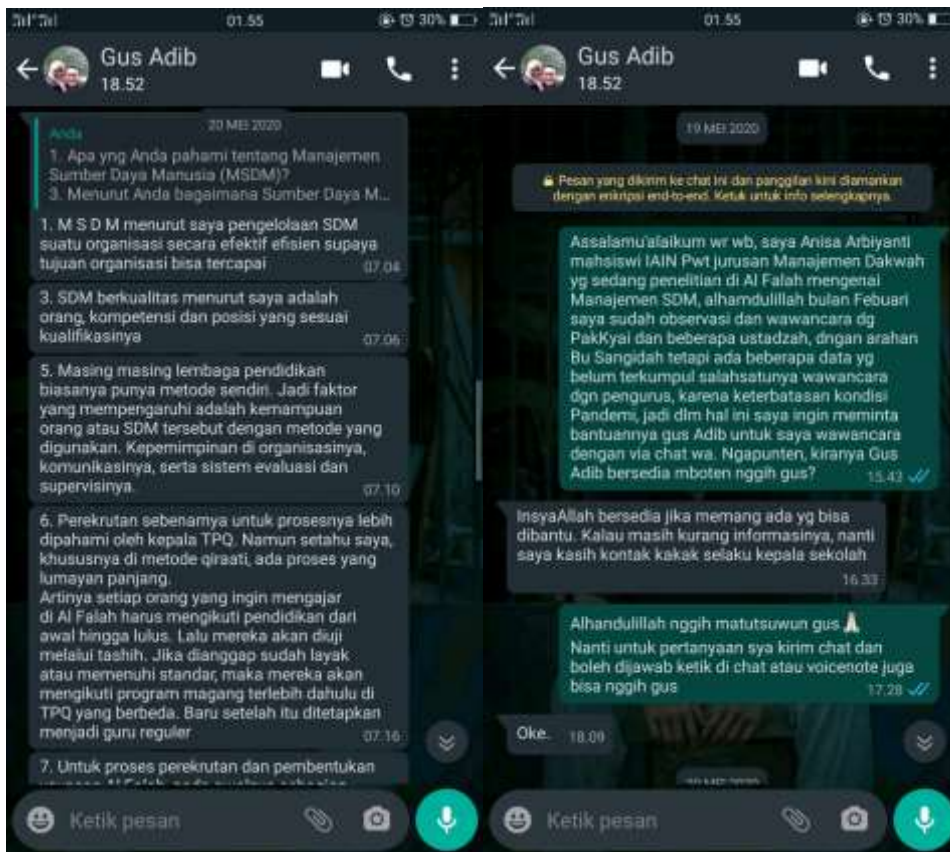 01.55
30%
Gus Adib
18.52
20 MEI 2020
Anda
1. Apa yng Anda pahami tentang Manajemen
Sumber Daya Manusia (MSDM)?
3. Menurut Anda bagaimana Sumber Daya M...
1. M S D M menurut saya pengelolaan SDM
suatu organisasi secara efektif efisien supaya
tujuan organisasi bisa tercapai
07.04
3. SDM berkualitas menurut saya adalah
orang, kompetensi dan posisi yang sesuai
kualifikasinya
07.06
5. Masing masing lembaga pendidikan
biasanya punya metode sendiri. Jadi faktor
yang mempengaruhi adalah kemampuan
orang atau SDM tersebut dengan metode yang
digunakan. Kepemimpinan di organisasinya,
komunikasinya, serta sistem evaluasi dan
supervisinya.
07.10
6. Perekrutan sebenarnya untuk prosesnya lebih
dipahami oleh kepala TPQ. Namun setahu saya,
khususnya di metode qiraati, ada proses yang
lumayan panjang.
Artinya setiap orang yang ingin mengajar
di Al Falah harus mengikuti pendidikan dari
awal hingga lulus. Lalu mereka akan diuji
melalui tashih. Jika dianggap sudah layak
atau memenuhi standar, maka mereka akan
mengikuti program magang terlebih dahulu di
TPQ yang berbeda. Baru setelah itu ditetapkan
menjadi guru reguler
07.16
7. Untuk proses perekrutan dan pembentukan
Ketik pesan
01.55
30%
Gus Adib
18.52
19 MEI 2020
Pesan yang dikirim ke chat ini dan panggilan kini diamankan
dengan enkripsi end-to-end. Ketuk untuk info selengkapnya.
Assalamu'alaikum wr wb, saya Anisa Arbiyanti
mahsiswi IAIN Pwt jurusan Manajemen Dakwah
yg sedang penelitian di Al Falah mengenai
Manajemen SDM, alhamdulillah bulan Febuari
saya sudah observasi dan wawancara dg
PakKyai dan beberapa ustadzah, dngan arahan
Bu Sangidah tetapi ada beberapa data yg
belum terkumpul salahsatunya wawancara
dgn pengurus, karena keterbatasan kondisi
Pandemi, jadi dlm hal ini saya ingin meminta
bantuannya gus Adib untuk saya wawancara
dengan via chat wa. Ngapunten, kiranya Gus
Adib bersedia mboten nggih gus?
15.43
InsyaAllah bersedia jika memang ada yg bisa
dibantu. Kalau masih kurang informasinya, nanti
saya kasih kontak kakak selaku kepala sekolah
16.33
Alhandulillah nggih matutsuwun gus
Nanti untuk pertanyaan sya kirim chat dan
boleh dijawab ketik di chat atau voicenote juga
bisa nggih gus
17.28
Oke.
18.09
20 MEI 2020
Ketik pesan